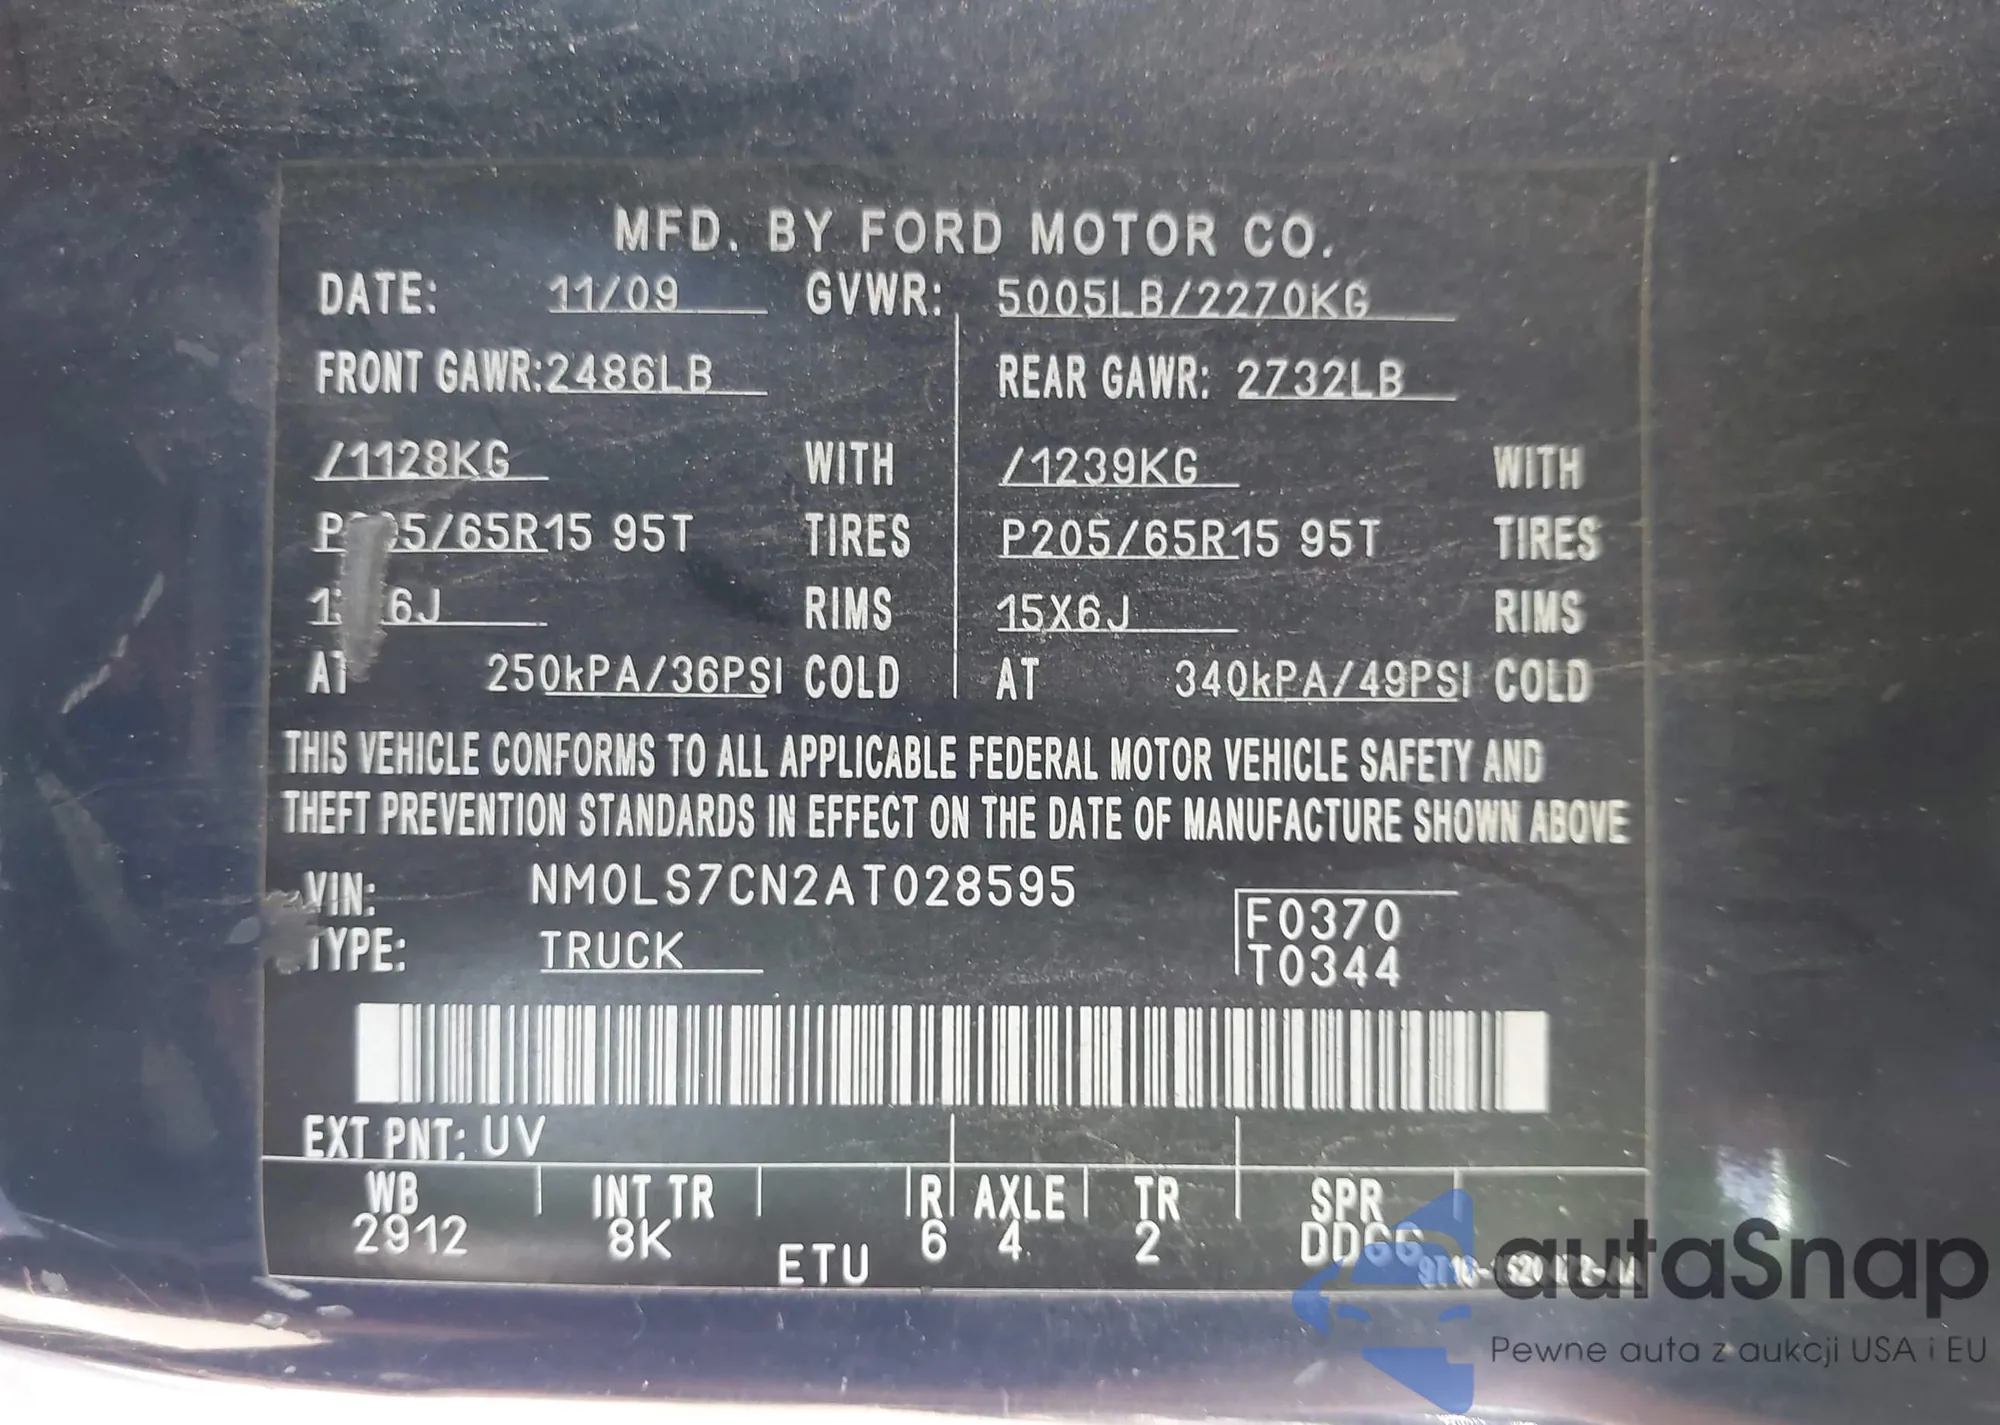 MFD. BY FORD MOTOR CO.
DATE: 11/09 GVWR: 5005LB/2270KG
FRONT GAWR: 2486LB REAR GAWR: 2732LB
/1128KG WITH /1239KG WITH
TIRES P205/65R15 95T TIRES
RIMS 15X6J RIMS
AT 250kPA/36PSI COLD AT 340kPA/49PSI COLD
THIS VEHICLE CONFORMS TO ALL APPLICABLE FEDERAL MOTOR VEHICLE SAFETY AND
THEFT PREVENTION STANDARDS IN EFFECT ON THE DATE OF MANUFACTURE SHOWN ABOVE
VIN: NM0LS7CN2AT028595
TYPE: TRUCK
F0370
T0344
EXT PNT: UV
WB INT TR R AXLE TR SPR
2912 8K 6 4 2
ETU
autaSnap
Pewne auta z aukcji USA i EU